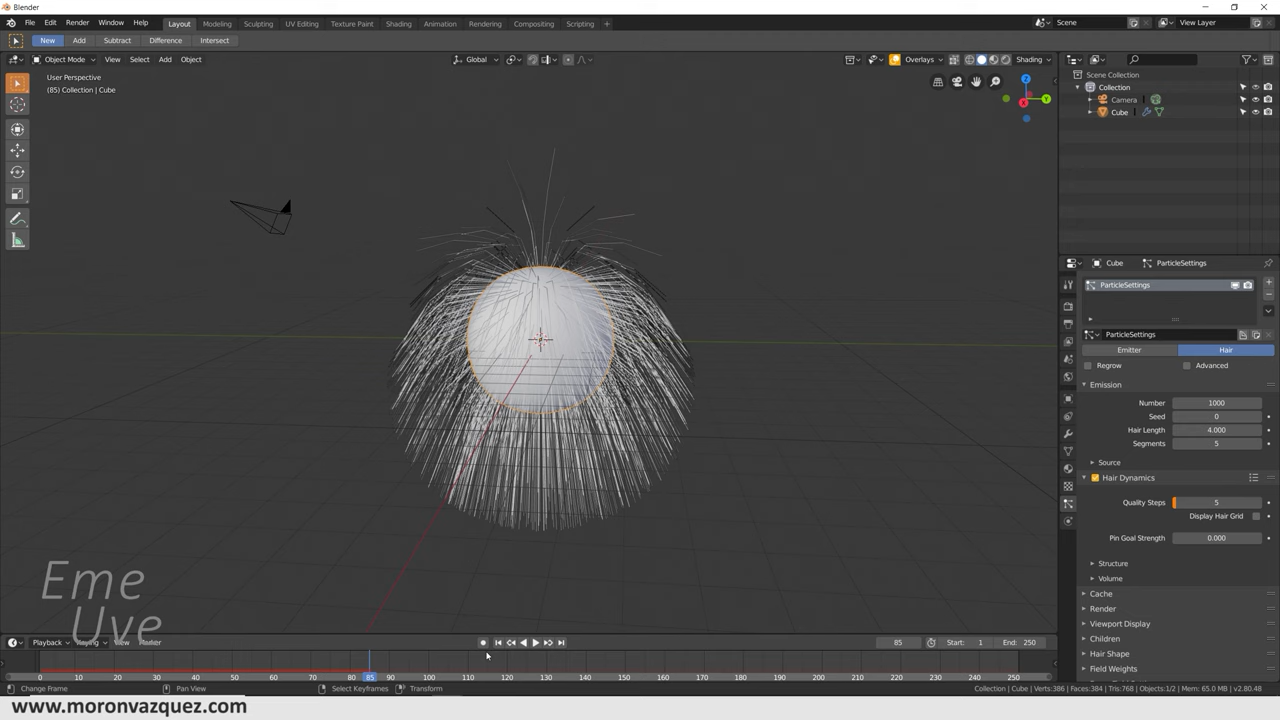 Blender
File Edit Render Window Help Layout Modeling Sculpting UV Editing Texture Paint Shading Animation Rendering Compositing Scripting Scene View Layer
New Add Subtract Difference Intersect
Object Mode View Select Add Object Global Overlays Shading
User Perspective
(85) Collection | Cube
Scene Collection
Collection
Camera
Cube
Cube ParticleSettings
ParticleSettings
ParticleSettings
Emitter Hair
Regrow Advanced
Emission
Number 1000
Seed 0
Hair Length 4.000
Segments 5
Source
Hair Dynamics
Quality Steps 5
Display Hair Grid
Pin Goal Strength 0.000
Structure
Volume
Cache
Render
Viewport Display
Children
Hair Shape
Field Weights
Eme
Uve
Playback Keying View Marker 85 Start: 1 End: 250
0 10 20 30 40 50 60 70 80 85 90 100 110 120 130 140 150 160 170 180 190 200 210 220 230 240 250
Change Frame Pan View Select Keyframes Transform Collection | Cube | Verts:386 | Faces:384 | Tris:768 | Objects:1/2 | Mem: 65.0 MB | v2.80.48
www.moronvazquez.com